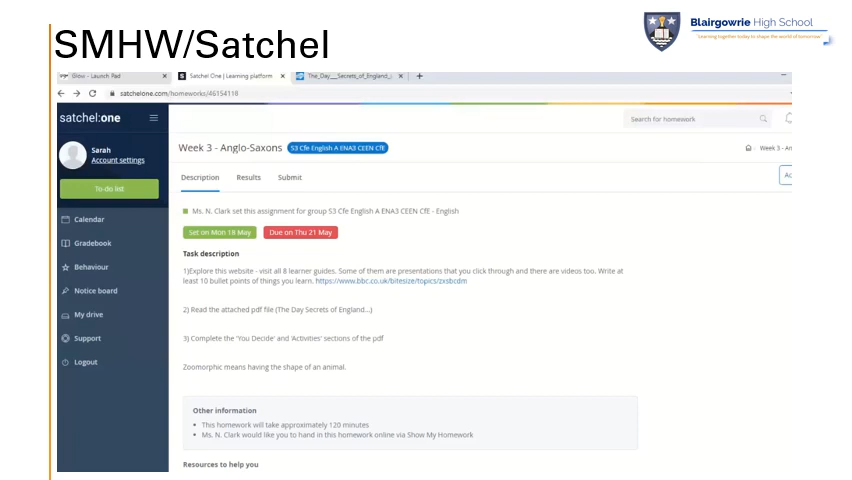 SMHW/Satchel
Blairgowrie High School
"Learning together today to shape the world of tomorrow"
Glow - Launch Pad
Satchel One | Learning platform
The_Day__Secrets_of_England_
satchelone.com/homeworks/46154118
satchel:one
Search for homework
Sarah
Account settings
To-do list
Calendar
Gradebook
Behaviour
Notice board
My drive
Support
Logout
Week 3 - Anglo-Saxons
S3 Cfe English A ENA3 CEEN CfE
Week 3 - An
Description Results Submit
Ac
Ms. N. Clark set this assignment for group S3 Cfe English A ENA3 CEEN CfE - English
Set on Mon 18 May Due on Thu 21 May
Task description
1)Explore this website - visit all 8 learner guides. Some of them are presentations that you click through and there are videos too. Write at
least 10 bullet points of things you learn. https://www.bbc.co.uk/bitesize/topics/zxsbcdm
2) Read the attached pdf file (The Day Secrets of England...)
3) Complete the 'You Decide' and 'Activities' sections of the pdf
Zoomorphic means having the shape of an animal.
Other information
• This homework will take approximately 120 minutes
• Ms. N. Clark would like you to hand in this homework online via Show My Homework
Resources to help you